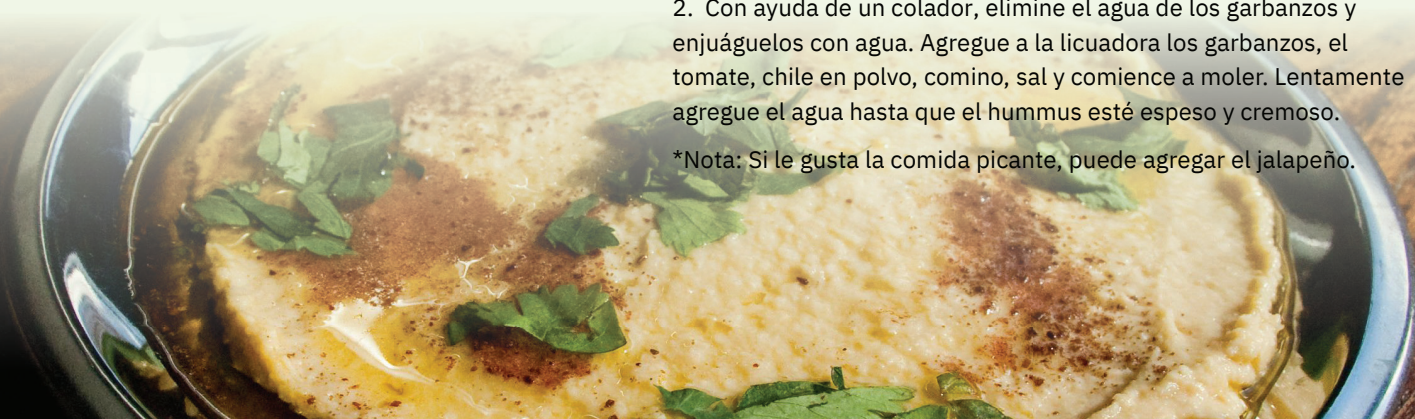 2. Con ayuda de un colador, elimine el agua de los garbanzos y
enjuáguelos con agua. Agregue a la licuadora los garbanzos, el
tomate, chile en polvo, comino, sal y comience a moler. Lentamente
agregue el agua hasta que el hummus esté espeso y cremoso.
*Nota: Si le gusta la comida picante, puede agregar el jalapeño.